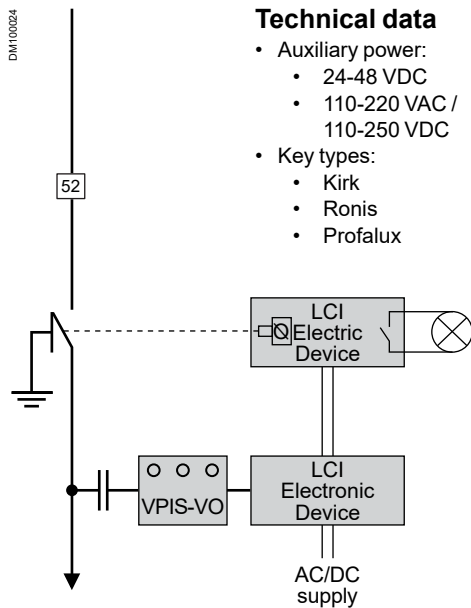 DM100024
Technical data
• Auxiliary power:
• 24-48 VDC
• 110-220 VAC /
110-250 VDC
• Key types:
• Kirk
• Ronis
• Profalux
52
LCI
Electric
Device
VPIS-VO
LCI
Electronic
Device
AC/DC
supply